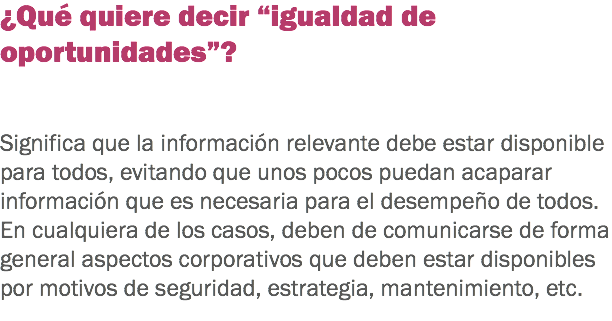 ¿Qué quiere decir “igualdad de
oportunidades”?
Significa que la información relevante debe estar disponible
para todos, evitando que unos pocos puedan acaparar
información que es necesaria para el desempeño de todos.
En cualquiera de los casos, deben de comunicarse de forma
general aspectos corporativos que deben estar disponibles
por motivos de seguridad, estrategia, mantenimiento, etc.